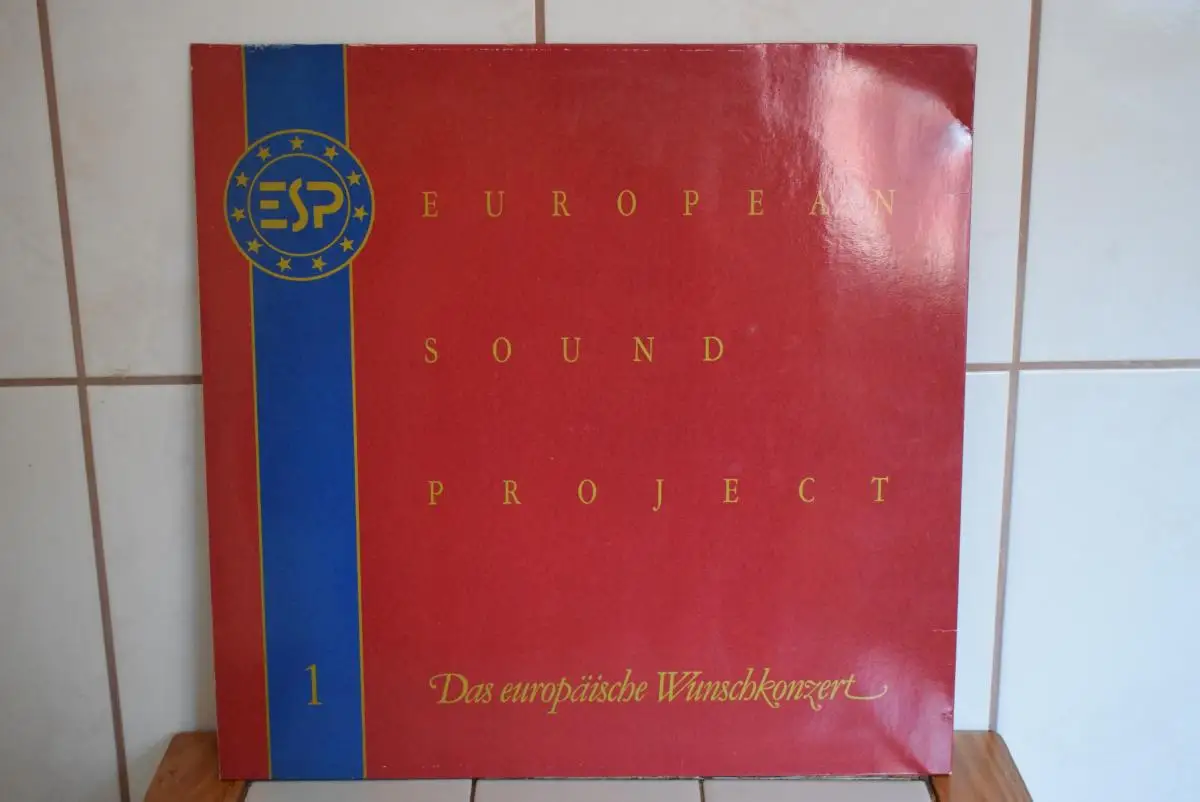 ESP
EUROPEAN
SOUND
PROJECT
1
Das europäische Wunschkonzert